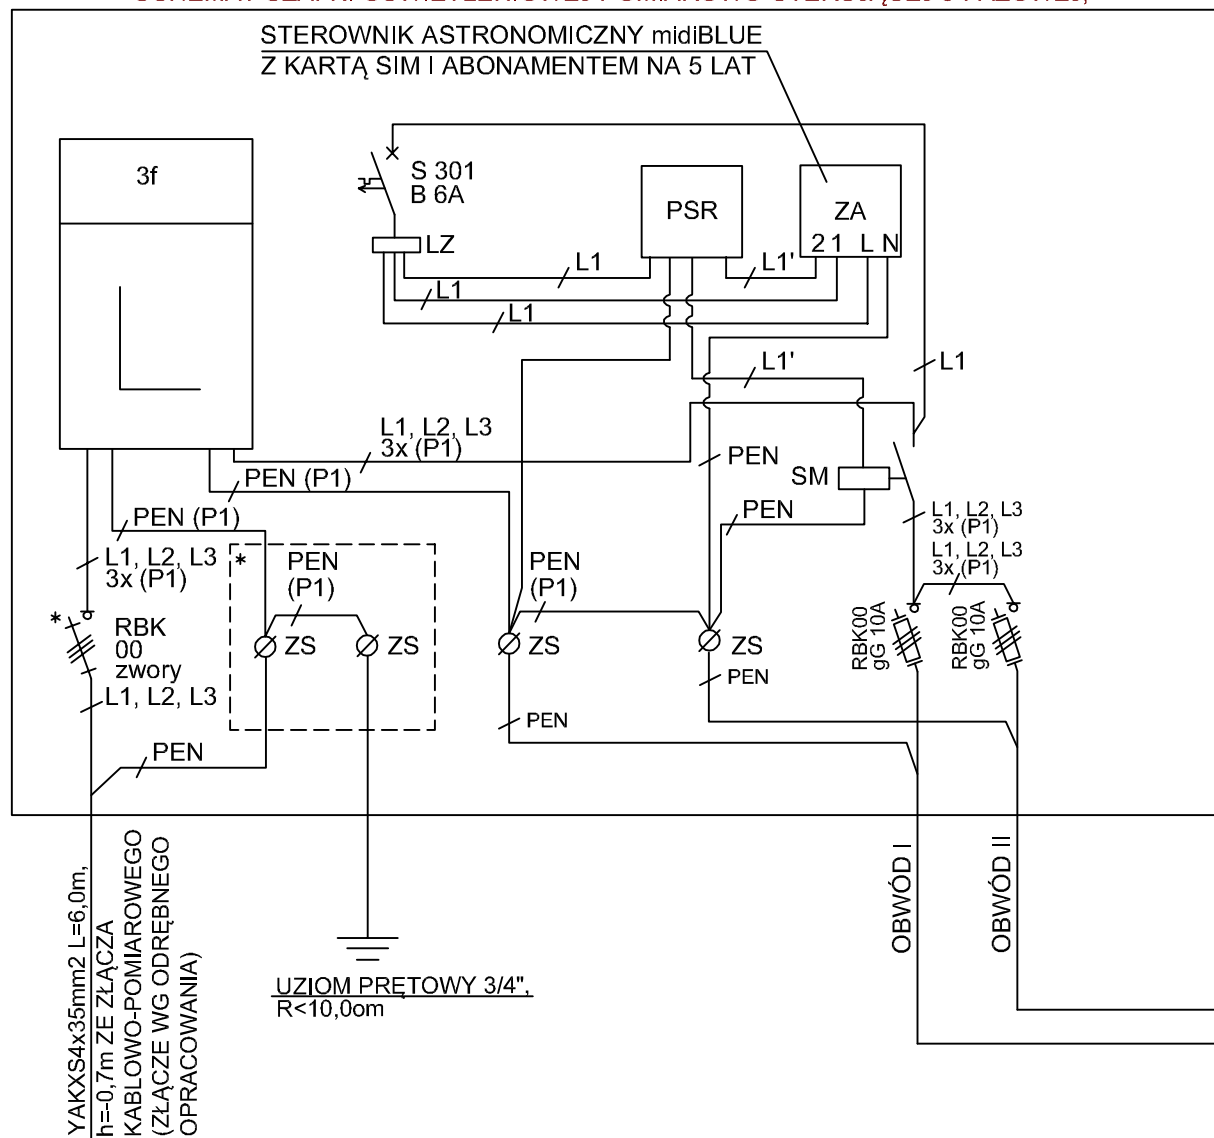 STEROWNIK ASTRONOMICZNY midiBLUE
Z KARTĄ SIM I ABONAMENTEM NA 5 LAT
3f
S 301
B 6A
LZ
PSR
ZA
2 1 L N
L1
L1'
L1
L1
L1'
L1
L1, L2, L3
3x (P1)
PEN (P1)
PEN (P1)
PEN
SM
PEN
L1, L2, L3
3x (P1)
L1, L2, L3
3x (P1)
L1, L2, L3
3x (P1)
*
PEN
(P1)
PEN
(P1)
*
RBK
00
zwory
ZS
ZS
ZS
ZS
RBK00
gG 10A
RBK00
gG 10A
L1, L2, L3
PEN
PEN
PEN
YAKXS4x35mm2 L=6,0m,
h=-0,7m ZE ZŁĄCZA
KABLOWO-POMIAROWEGO
(ZŁĄCZE WG ODRĘBNEGO
OPRACOWANIA)
UZIOM PRĘTOWY 3/4",
R<10,0om
OBWÓD I
OBWÓD II